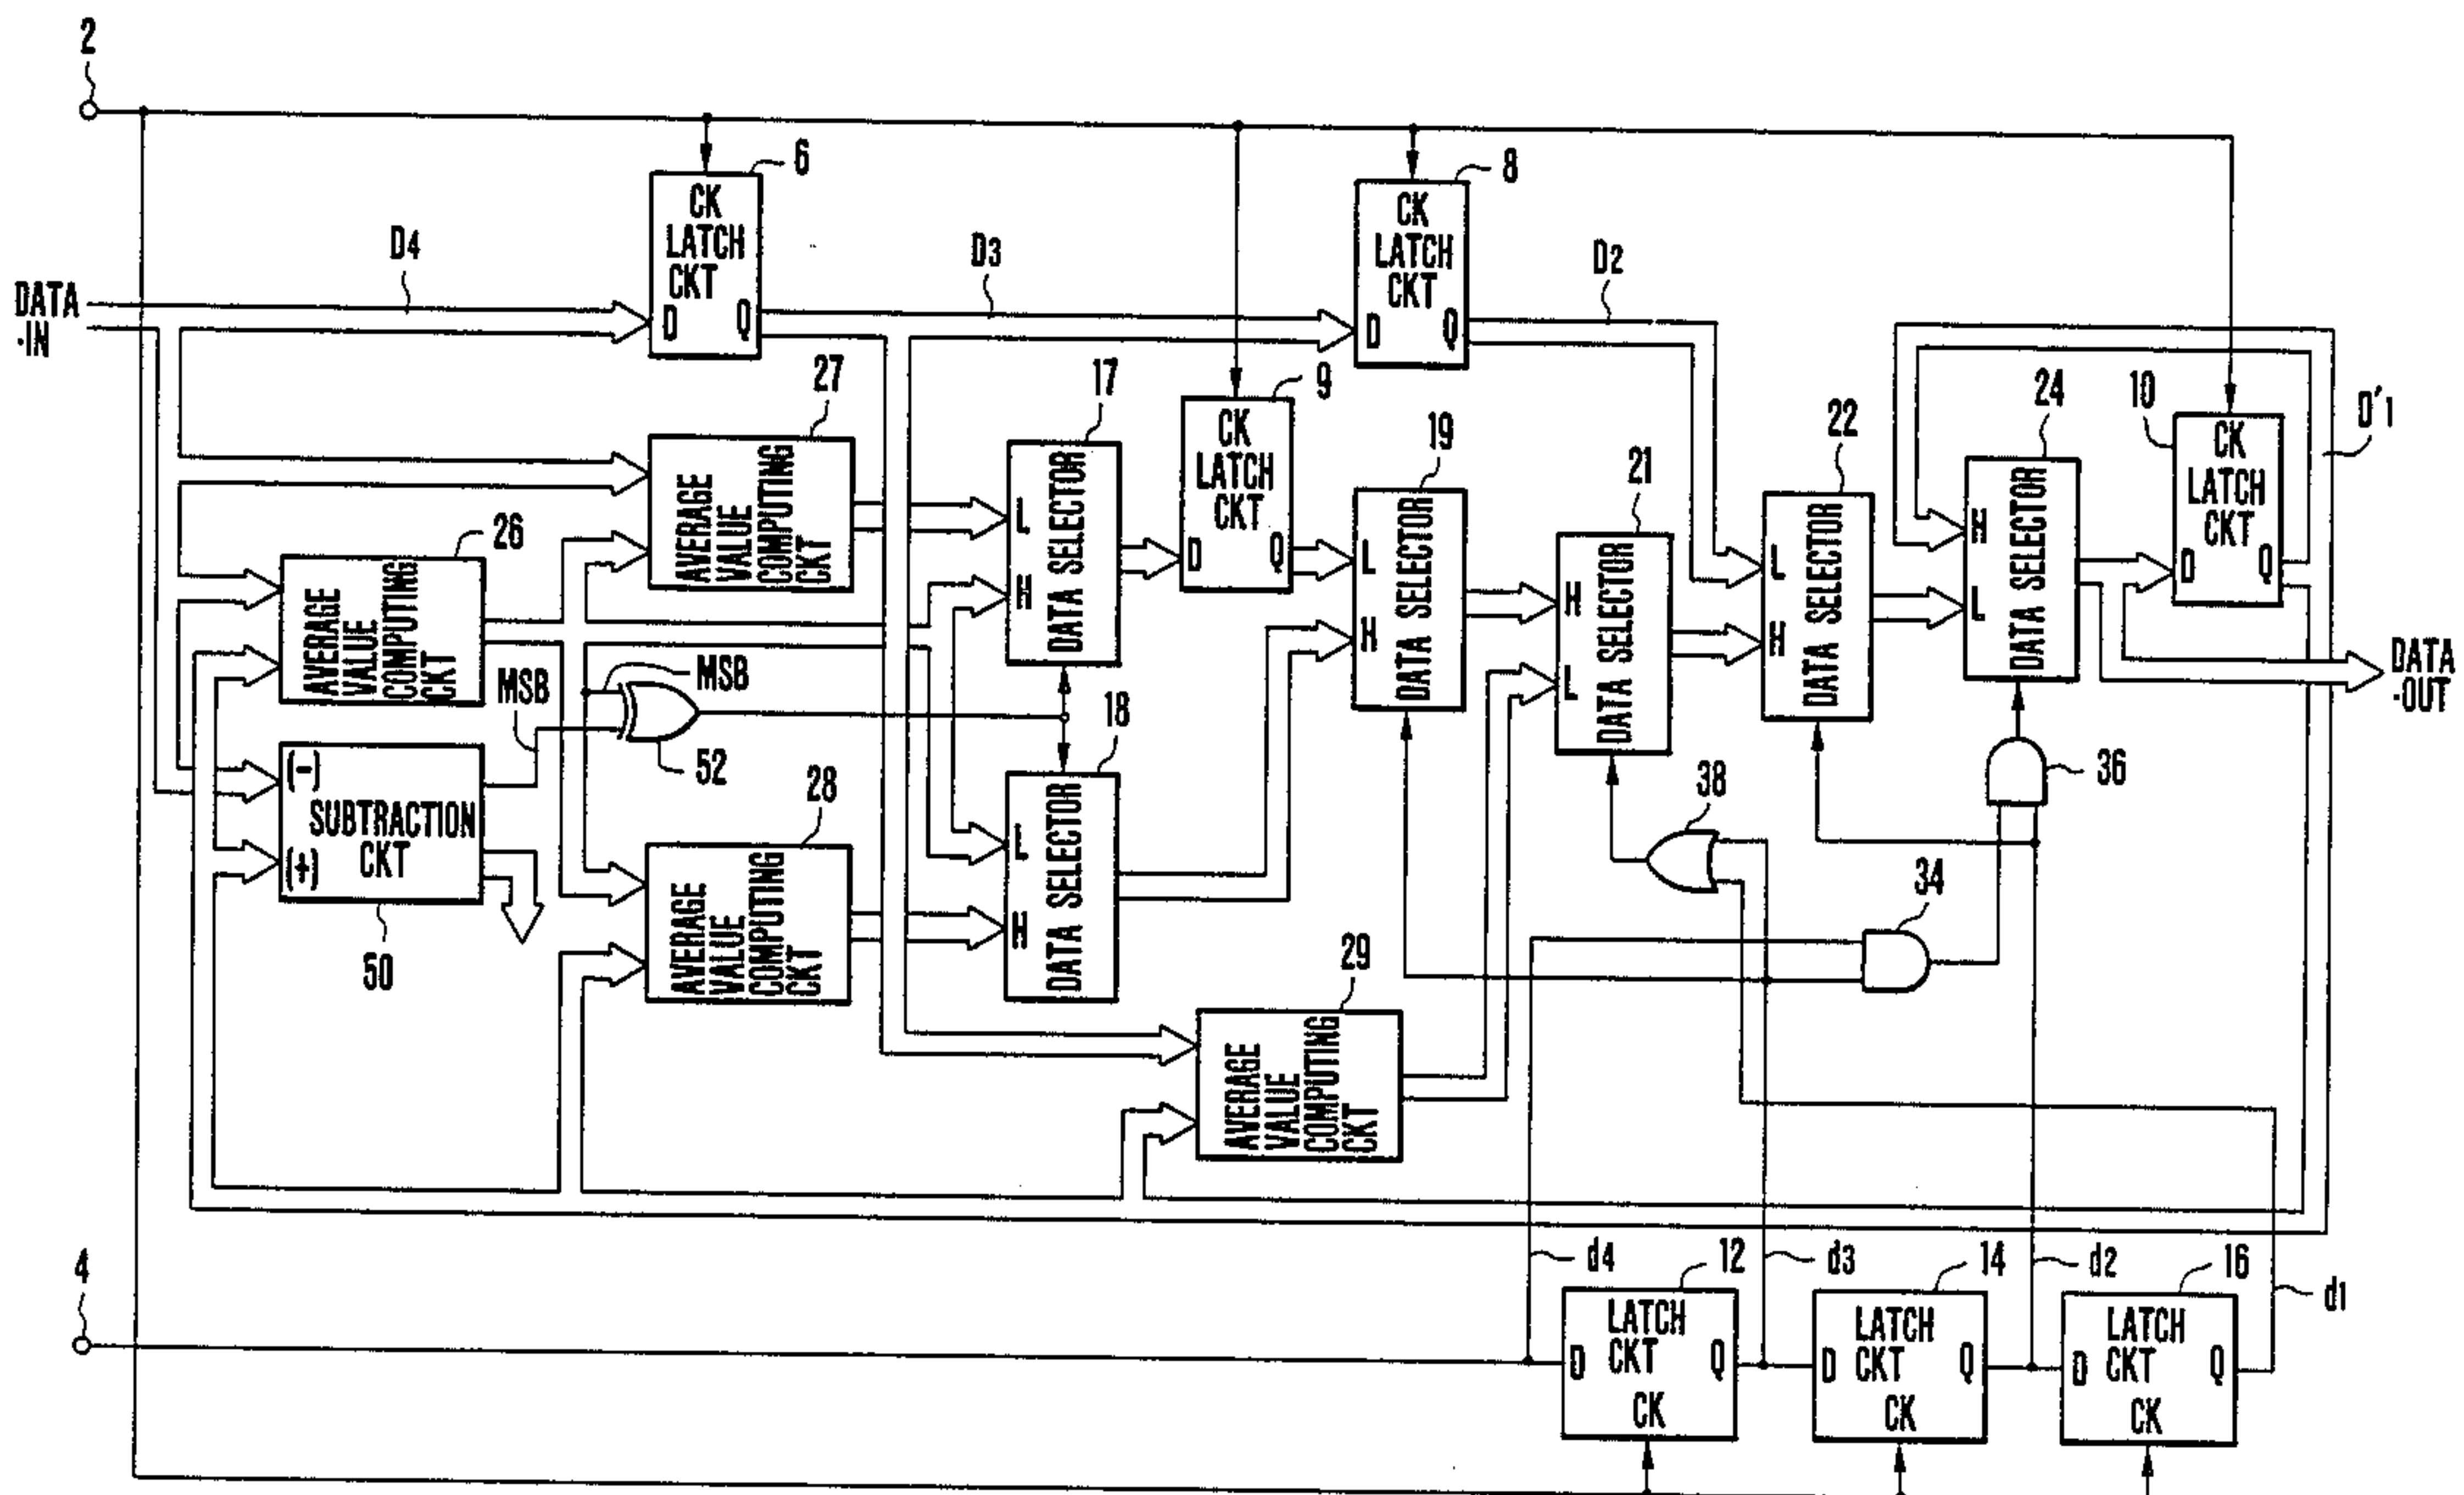 2
6
CK
LATCH
CKT
D Q
8
CK
LATCH
CKT
D Q
D4
D3
D2
DATA
-IN
27
AVERAGE
VALUE
COMPUTING
CKT
17
L
H
DATA SELECTOR
9
CK
LATCH
CKT
D Q
19
L
H
DATA SELECTOR
21
H
L
DATA SELECTOR
22
L
H
DATA SELECTOR
24
H
L
DATA SELECTOR
10
CK
LATCH
CKT
D Q
D'1
DATA
-OUT
26
AVERAGE
VALUE
COMPUTING
CKT
MSB
MSB
52
18
L
H
DATA SELECTOR
(-)
SUBTRACTION
CKT
(+)
50
28
AVERAGE
VALUE
COMPUTING
CKT
38
36
34
29
AVERAGE
VALUE
COMPUTING
CKT
4
d4
12
LATCH
CKT
D Q
CK
d3
14
LATCH
CKT
D Q
CK
d2
16
LATCH
CKT
D Q
CK
d1